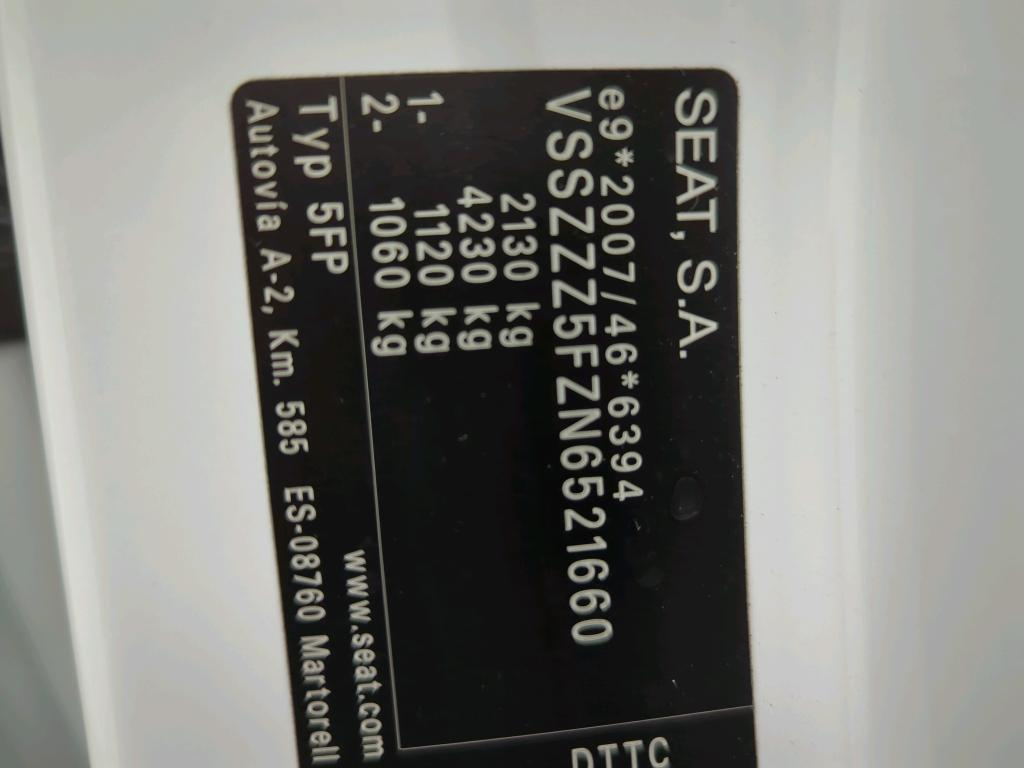 SEAT, S.A.
e9*2007/46*6394
VSSZZZ5FZN6521660
2130 kg
4230 kg
1- 1120 kg
2- 1060 kg
Typ 5FP
www.seat.com
Autovía A-2, Km. 585 ES-08760 Martorell